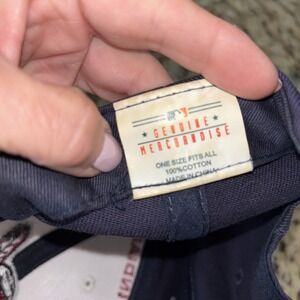 GENUINE
MERCHANDISE
ONE SIZE FITS ALL
100%COTTON
MADE IN CHINA